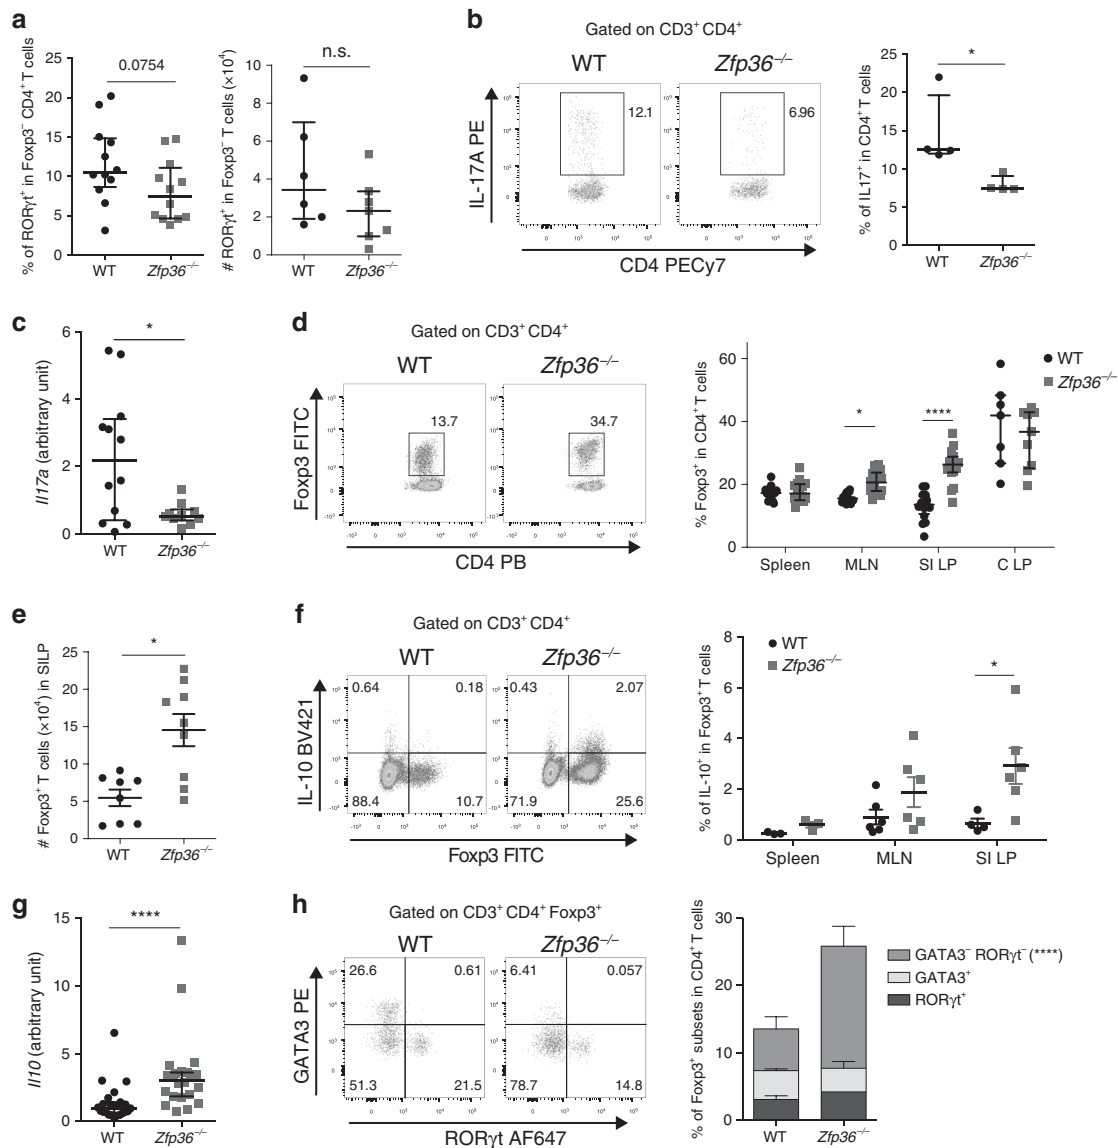 a
% of RORγt⁺ in Foxp3⁻ CD4⁺ T cells
25
20
15
10
5
0
0.0754
WT
Zfp36⁻/⁻
# RORγt⁺ in Foxp3⁻ T cells (×10⁴)
10
8
6
4
2
0
n.s.
WT
Zfp36⁻/⁻
b
Gated on CD3⁺ CD4⁺
WT
Zfp36⁻/⁻
12.1
6.96
IL-17A PE
CD4 PECy7
% of IL17⁺ in CD4⁺ T cells
25
20
15
10
5
0
*
WT
Zfp36⁻/⁻
c
Il17a (arbitrary unit)
6
4
2
0
*
WT
Zfp36⁻/⁻
d
Gated on CD3⁺ CD4⁺
WT
Zfp36⁻/⁻
13.7
34.7
Foxp3 FITC
CD4 PB
% Foxp3⁺ in CD4⁺ T cells
60
40
20
0
*
****
WT
Zfp36⁻/⁻
Spleen
MLN
SI LP
C LP
e
# Foxp3⁺ T cells (×10⁴) in SILP
25
20
15
10
5
0
*
WT
Zfp36⁻/⁻
f
Gated on CD3⁺ CD4⁺
WT
Zfp36⁻/⁻
0.64
0.18
88.4
10.7
0.43
2.07
71.9
25.6
IL-10 BV421
Foxp3 FITC
% of IL-10⁺ in Foxp3⁺ T cells
8
6
4
2
0
WT
Zfp36⁻/⁻
*
Spleen
MLN
SI LP
g
Il10 (arbitrary unit)
15
10
5
0
****
WT
Zfp36⁻/⁻
h
Gated on CD3⁺ CD4⁺ Foxp3⁺
WT
Zfp36⁻/⁻
26.6
0.61
51.3
21.5
6.41
0.057
78.7
14.8
GATA3 PE
RORγt AF647
% of Foxp3⁺ subsets in CD4⁺ T cells
30
20
10
0
WT
Zfp36⁻/⁻
GATA3⁻ RORγt⁻ (****)
GATA3⁺
RORγt⁺